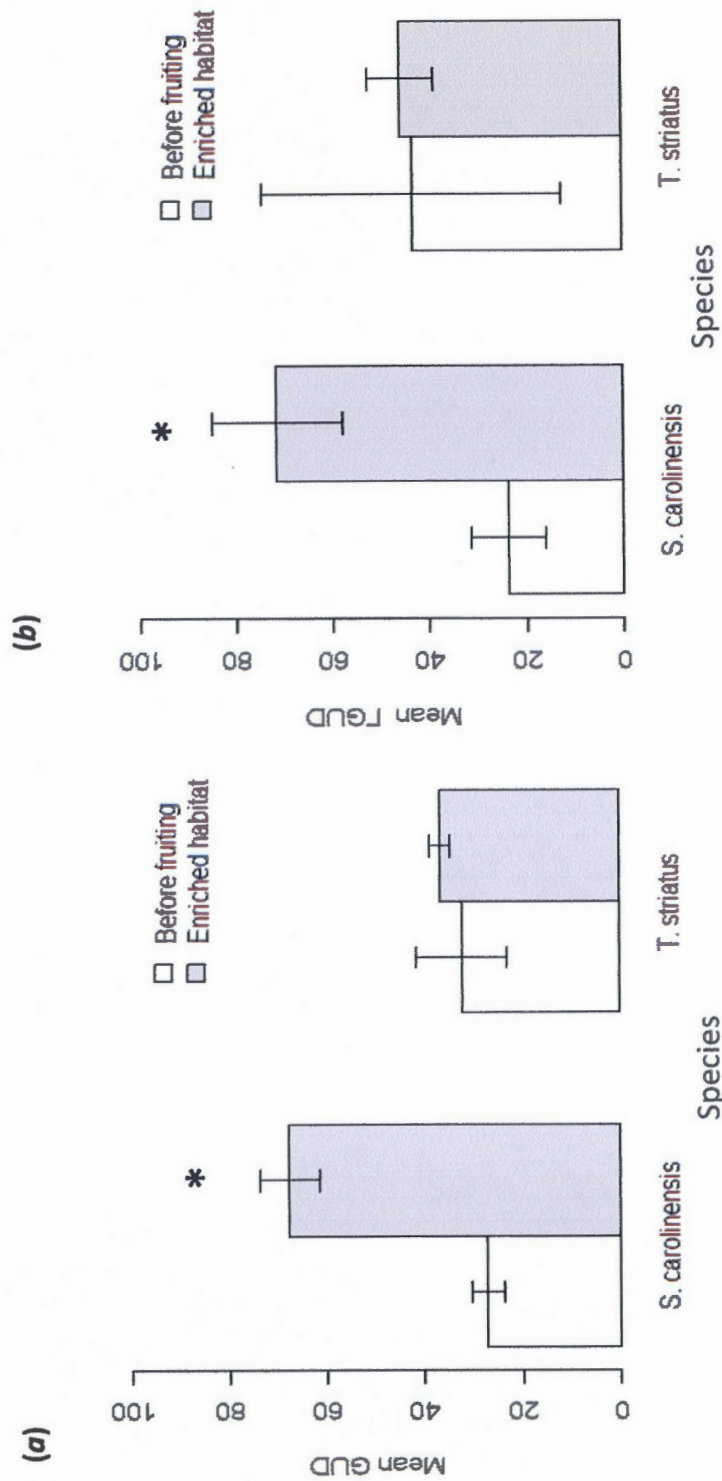 (a)
Mean GUD
100
80
60
40
20
0
Before fruiting
Enriched habitat
*
S. carolinensis
T. striatus
Species
(b)
Mean ΓGUD
100
80
60
40
20
0
Before fruiting
Enriched habitat
*
S. carolinensis
T. striatus
Species